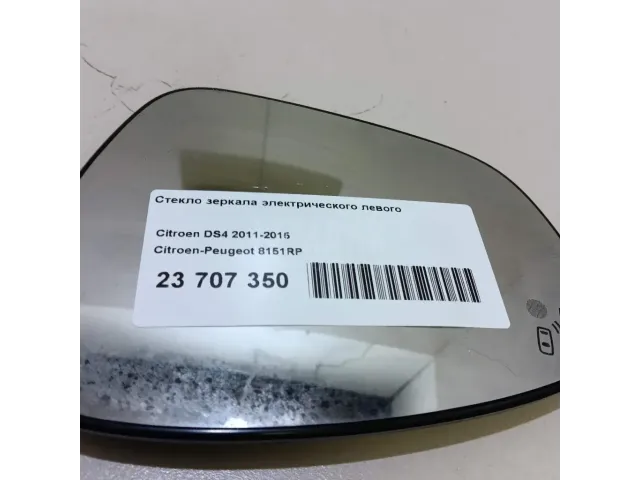 Стекло зеркала электрического левого
Citroen DS4 2011-2015
Citroen-Peugeot 8151RP
23 707 350